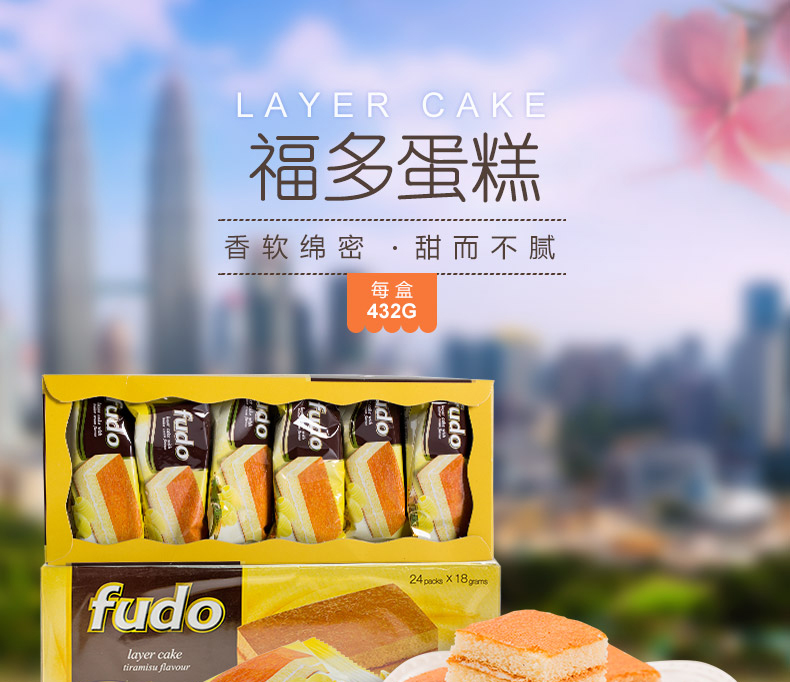 LAYER CAKE
福多蛋糕
香软绵密 · 甜而不腻
每盒
432G
fudo
fudo
fudo
fudo
fudo
fudo
24 packs X 18 grams
fudo
layer cake
tiramisu flavour